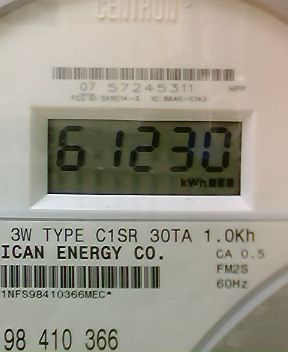 CENTRON®
07 57245311
61230
kWh
3W TYPE C1SR 30TA 1.0Kh
ICAN ENERGY CO.
CA 0.5
FM2S
60Hz
1NFS98410366MEC*
98 410 366